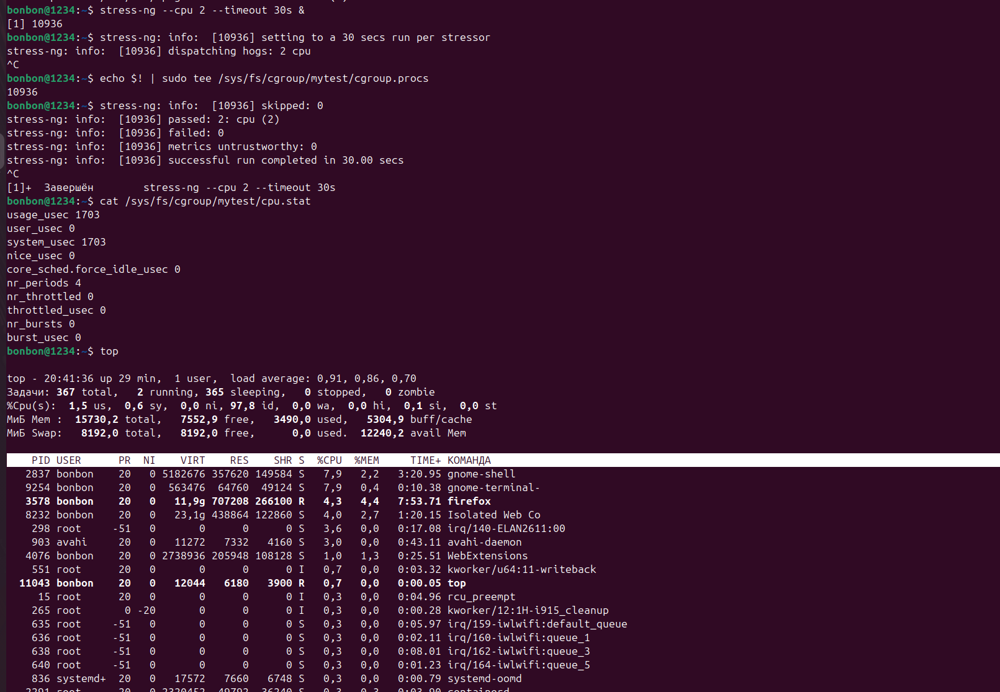 bonbon@1234:~$ stress-ng --cpu 2 --timeout 30s &
[1] 10936
bonbon@1234:~$ stress-ng: info:  [10936] setting to a 30 secs run per stressor
stress-ng: info:  [10936] dispatching hogs: 2 cpu
^C
bonbon@1234:~$ echo $! | sudo tee /sys/fs/cgroup/mytest/cgroup.procs
10936
bonbon@1234:~$ stress-ng: info:  [10936] skipped: 0
stress-ng: info:  [10936] passed: 2: cpu (2)
stress-ng: info:  [10936] failed: 0
stress-ng: info:  [10936] metrics untrustworthy: 0
stress-ng: info:  [10936] successful run completed in 30.00 secs
^C
[1]+  Завершён        stress-ng --cpu 2 --timeout 30s
bonbon@1234:~$ cat /sys/fs/cgroup/mytest/cpu.stat
usage_usec 1703
user_usec 0
system_usec 1703
nice_usec 0
core_sched.force_idle_usec 0
nr_periods 4
nr_throttled 0
throttled_usec 0
nr_bursts 0
burst_usec 0
bonbon@1234:~$ top
top - 20:41:36 up 29 min,  1 user,  load average: 0,91, 0,86, 0,70
Задачи: 367 total,   2 running, 365 sleeping,   0 stopped,   0 zombie
%Cpu(s):  1,5 us,  0,6 sy,  0,0 ni, 97,8 id,  0,0 wa,  0,0 hi,  0,1 si,  0,0 st
МиБ Mem :  15730,2 total,   7552,9 free,   3490,0 used,   5304,9 buff/cache
МиБ Swap:   8192,0 total,   8192,0 free,      0,0 used.  12240,2 avail Mem
    PID USER      PR  NI    VIRT    RES    SHR S  %CPU  %MEM     TIME+ КОМАНДА
   2837 bonbon    20   0 5182676 357620 149584 S   7,9   2,2   3:20.95 gnome-shell
   9254 bonbon    20   0  563476  64760  49124 S   7,9   0,4   0:10.38 gnome-terminal-
   3578 bonbon    20   0   11,9g 707208 266100 R   4,3   4,4   7:53.71 firefox
   8232 bonbon    20   0   23,1g 438864 122860 S   4,0   2,7   1:20.15 Isolated Web Co
    298 root     -51   0       0      0      0 S   3,6   0,0   0:17.08 irq/140-ELAN2611:00
    903 avahi     20   0   11272   7332   4160 S   3,0   0,0   0:43.11 avahi-daemon
   4076 bonbon    20   0 2738936 205948 108128 S   1,0   1,3   0:25.51 WebExtensions
    551 root      20   0       0      0      0 I   0,7   0,0   0:03.32 kworker/u64:11-writeback
  11043 bonbon    20   0   12044   6180   3900 R   0,7   0,0   0:00.05 top
     15 root      20   0       0      0      0 I   0,3   0,0   0:04.96 rcu_preempt
    265 root       0 -20       0      0      0 I   0,3   0,0   0:00.28 kworker/12:1H-i915_cleanup
    635 root     -51   0       0      0      0 S   0,3   0,0   0:05.97 irq/159-iwlwifi:default_queue
    636 root     -51   0       0      0      0 S   0,3   0,0   0:02.11 irq/160-iwlwifi:queue_1
    638 root     -51   0       0      0      0 S   0,3   0,0   0:08.01 irq/162-iwlwifi:queue_3
    640 root     -51   0       0      0      0 S   0,3   0,0   0:01.23 irq/164-iwlwifi:queue_5
    836 systemd+  20   0   17572   7660   6748 S   0,3   0,0   0:00.79 systemd-oomd